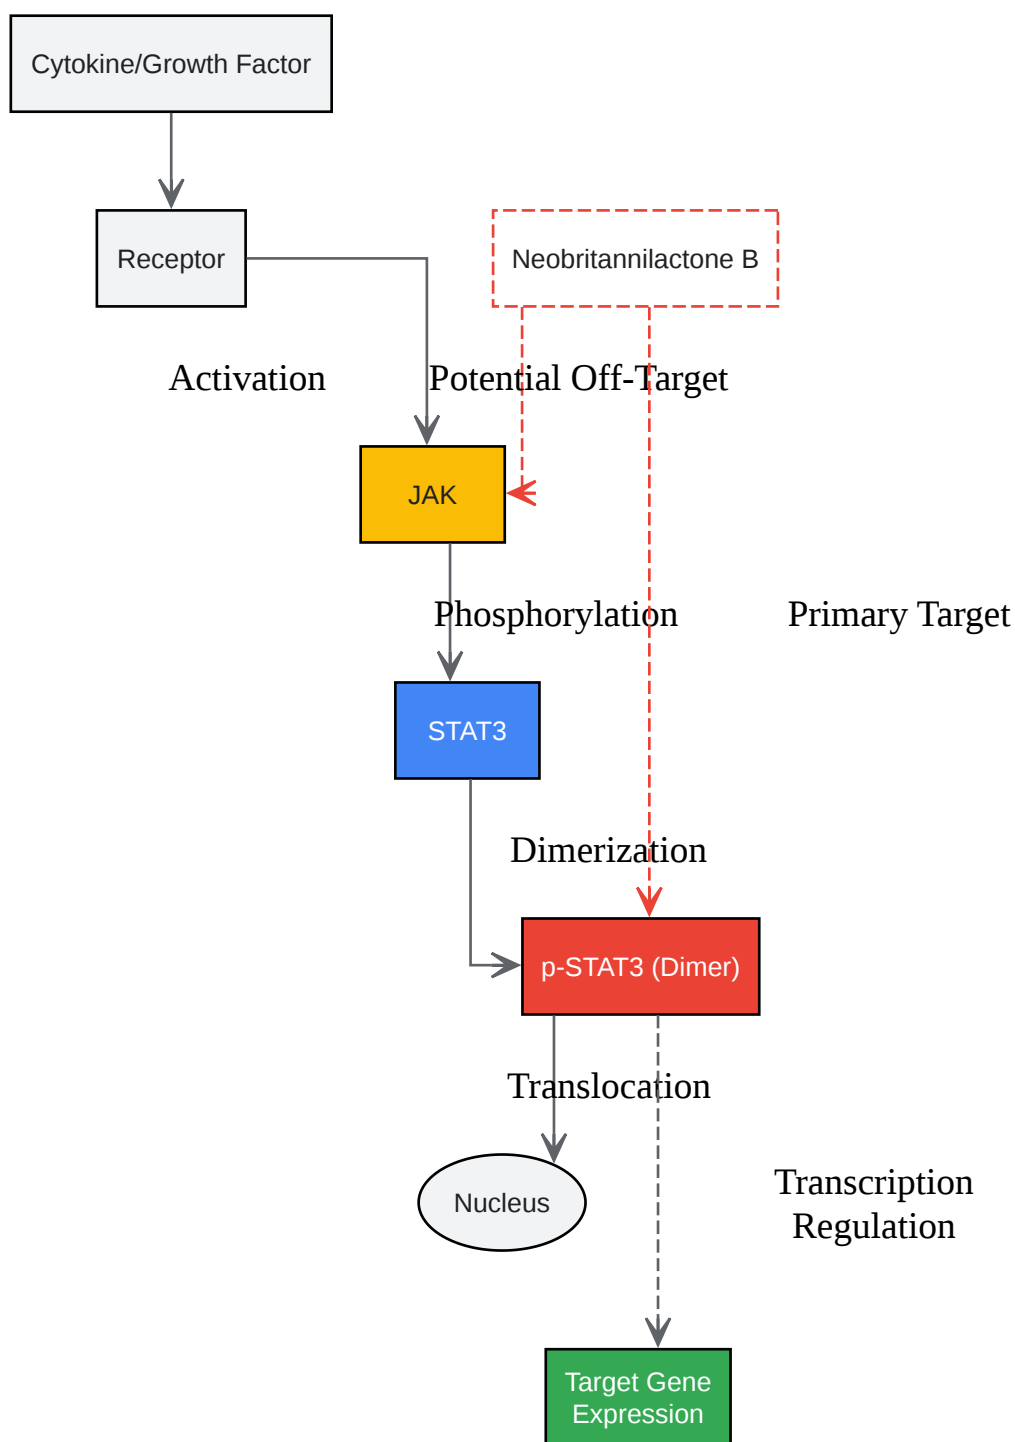 Cytokine/Growth Factor
Receptor
Neobritannilactone B
Activation
Potential Off-Target
JAK
Phosphorylation
Primary Target
STAT3
Dimerization
p-STAT3 (Dimer)
Translocation
Nucleus
Transcription
Regulation
Target Gene
Expression